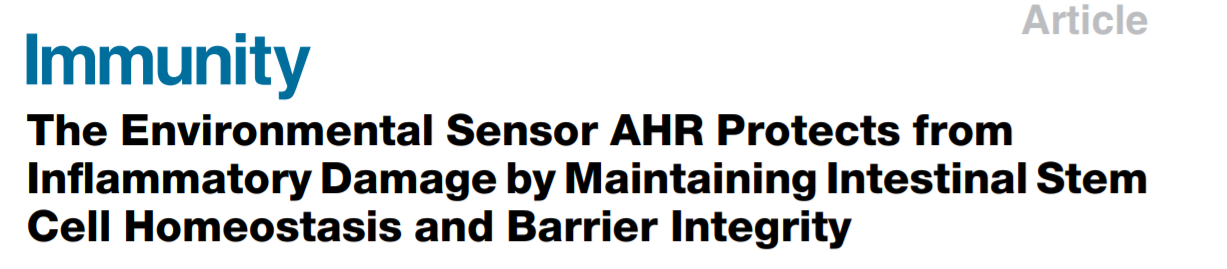 Article
Immunity
The Environmental Sensor AHR Protects from
Inflammatory Damage by Maintaining Intestinal Stem
Cell Homeostasis and Barrier Integrity